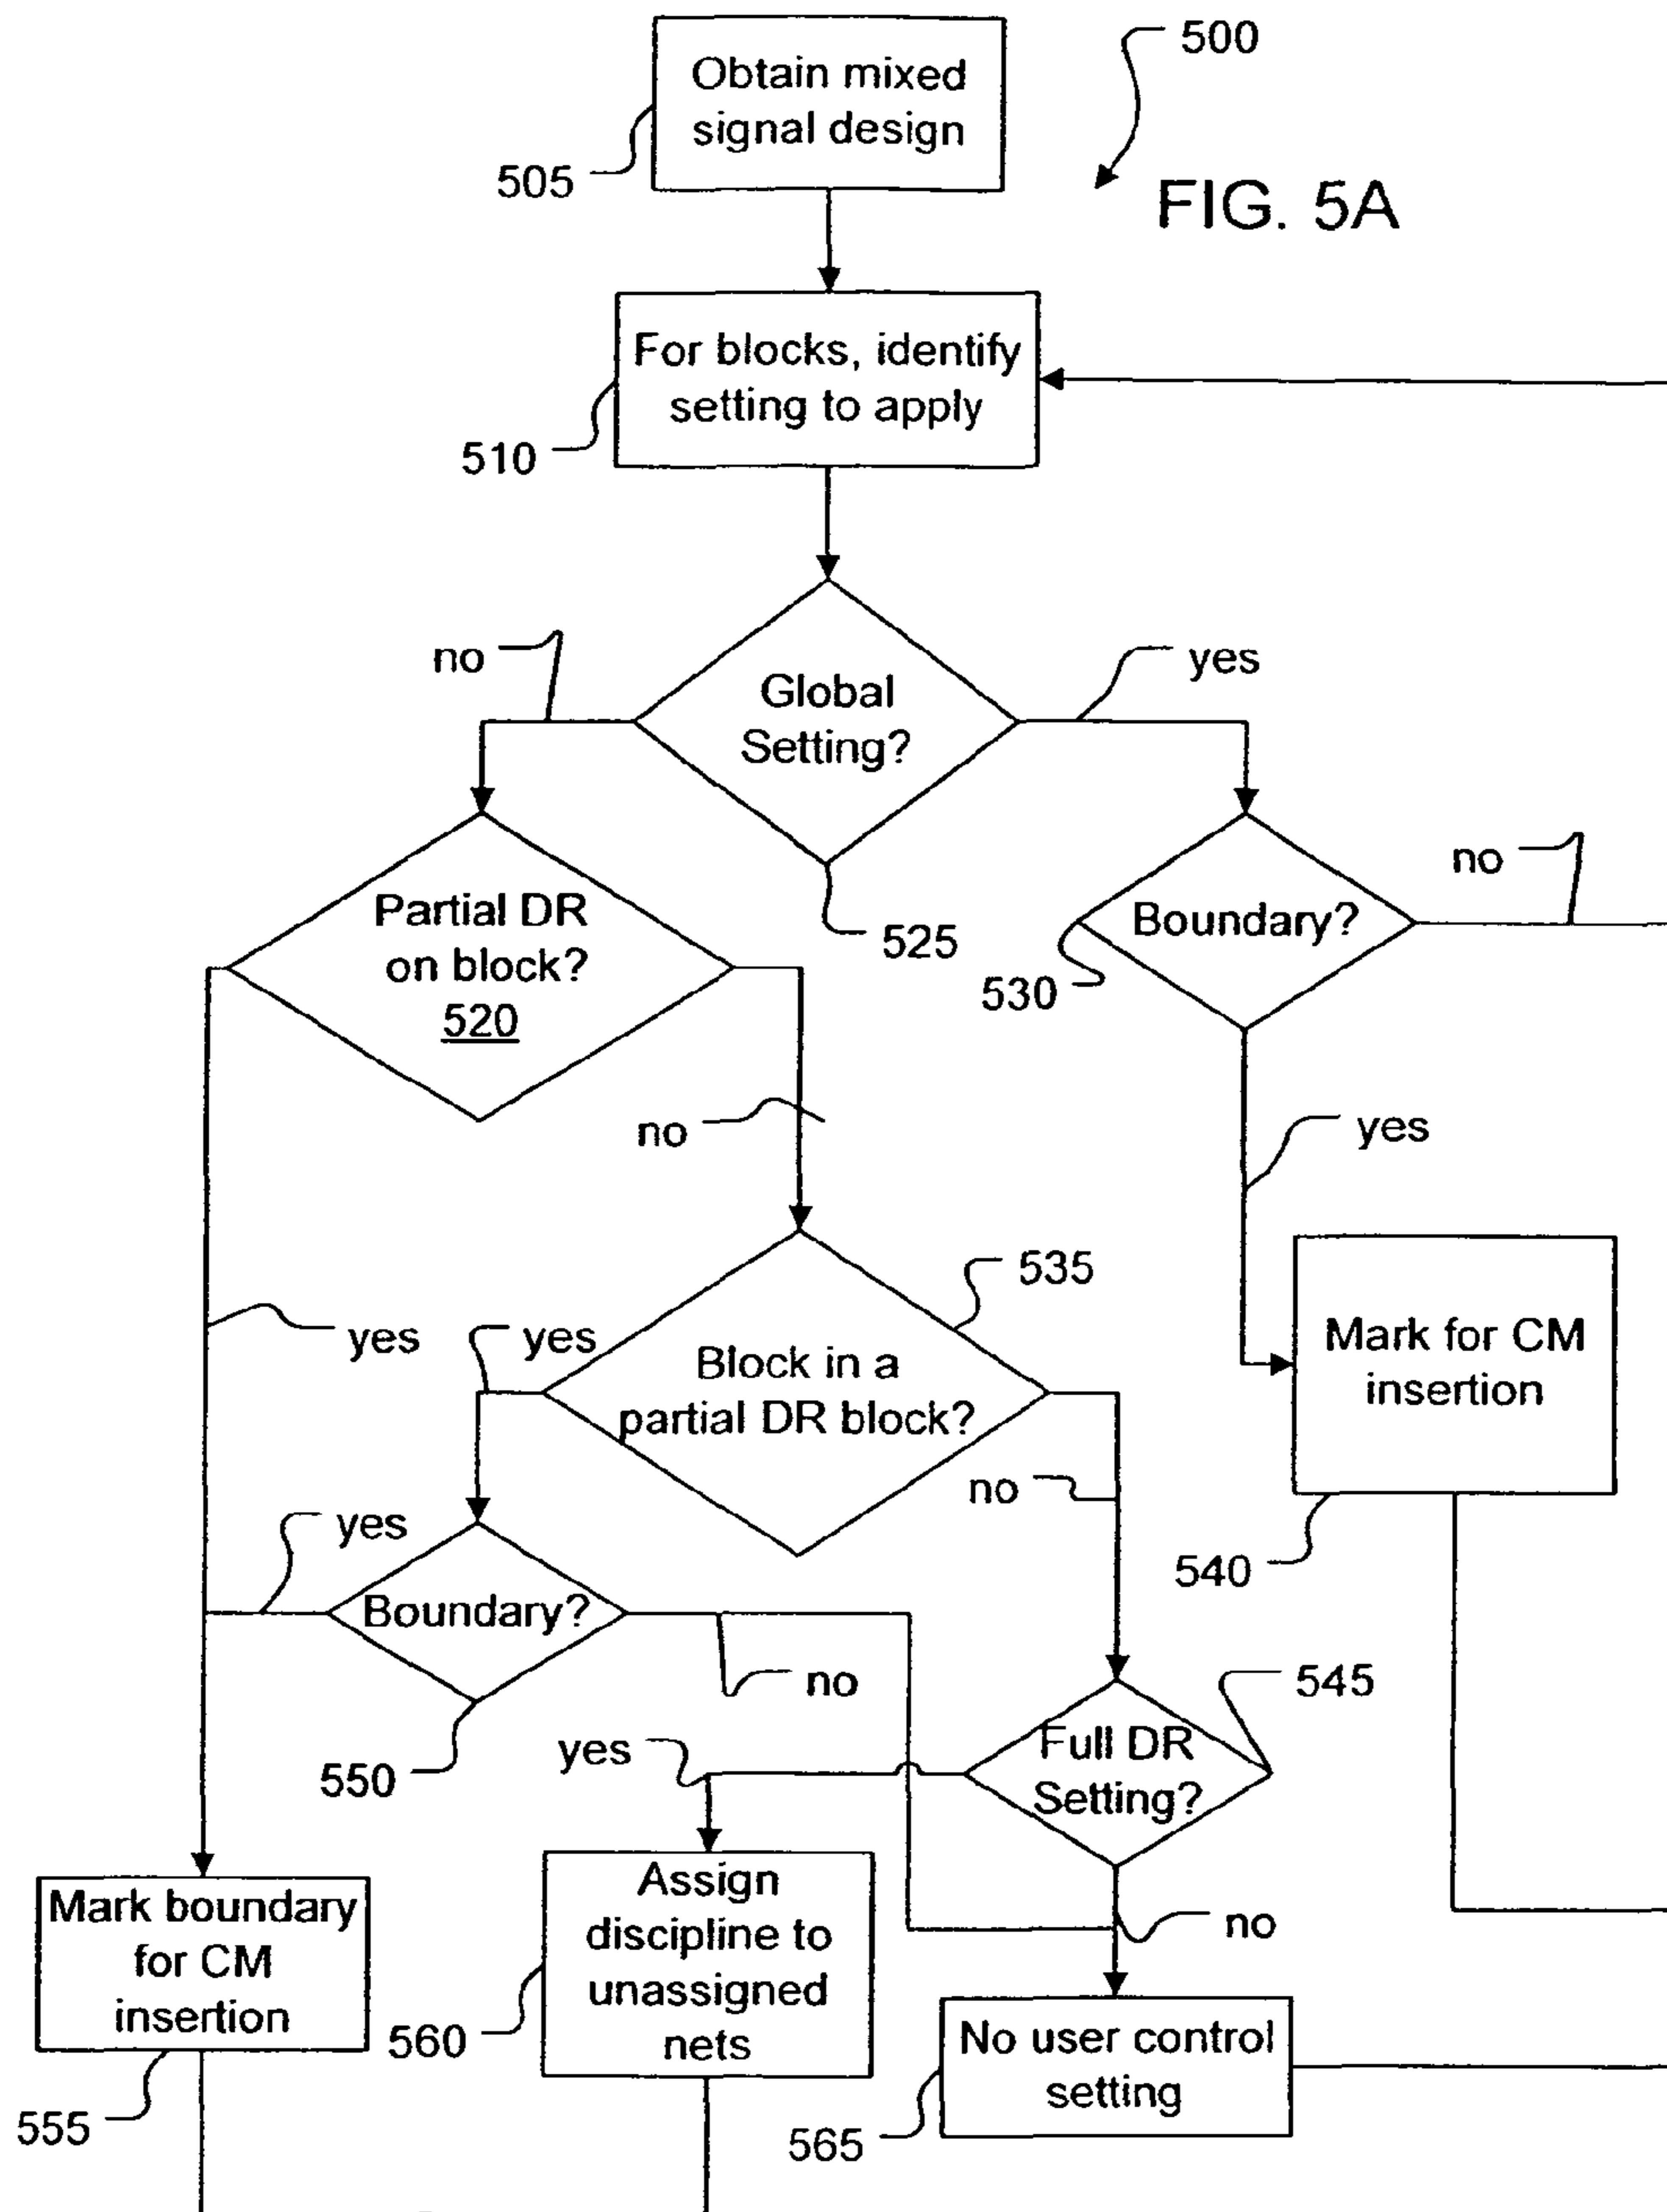 500
Obtain mixed
signal design
505
FIG. 5A
For blocks, identify
setting to apply
510
no
yes
Global
Setting?
525
Partial DR
on block?
520
Boundary?
530
no
no
yes
535
Block in a
partial DR block?
yes
yes
Mark for CM
insertion
540
no
yes
Boundary?
550
no
545
Full DR
Setting?
yes
no
Mark boundary
for CM
insertion
555
Assign
discipline to
unassigned
nets
560
No user control
setting
565